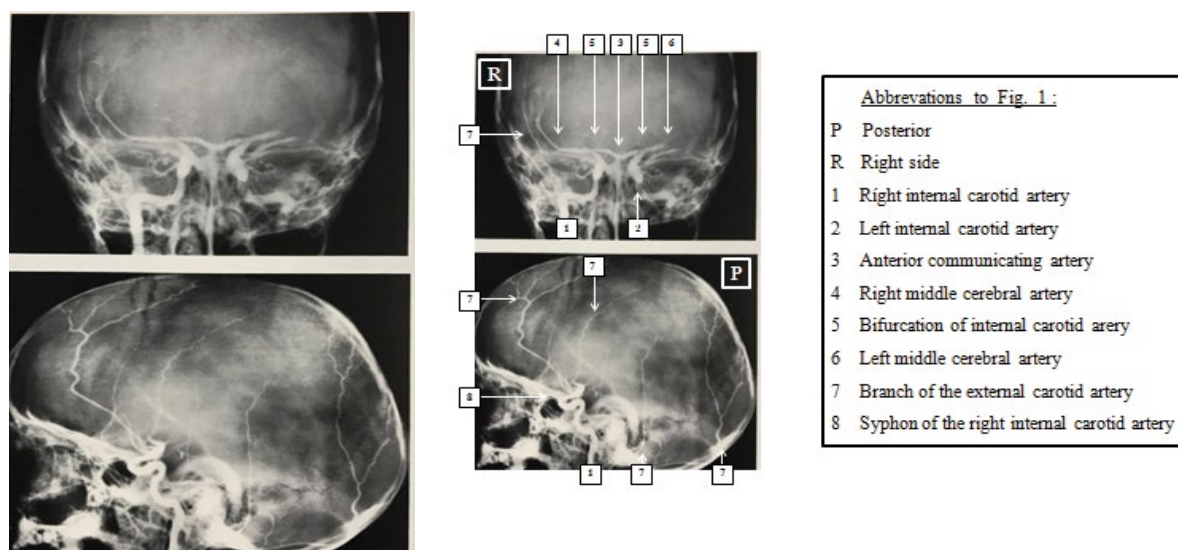 4 5 3 5 6
R
7
1 2
7
7 P
8
1 7 7
Abbrevations to Fig. 1 :
P Posterior
R Right side
1 Ríght internal carotid artery
2 Left internal carotid artery
3 Anterior communicating artery
4 Right middle cerebral artery
5 Bifurcation of internal carotid arery
6 Left middle cerebral artery
7 Branch of the external carotid artery
8 Syphon of the right internal carotid artery